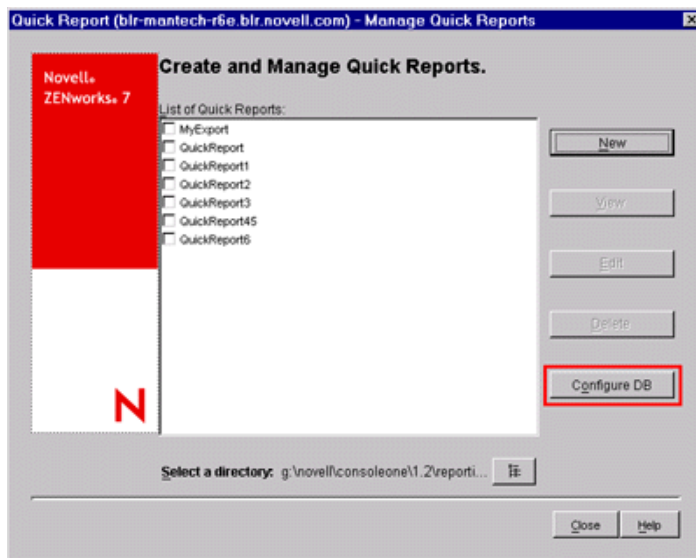 Quick Report (blr-mantech-r6e.blr.novell.com) - Manage Quick Reports
Novell®
ZENworks® 7
Create and Manage Quick Reports.
List of Quick Reports:
MyExport
QuickReport
QuickReport1
QuickReport2
QuickReport3
QuickReport45
QuickReport6
New
View
Edit
Delete
Configure DB
N
Select a directory: g:\novell\consoleone\1.2\reporti...
Close
Help